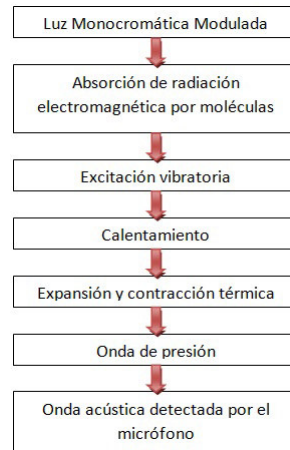 Luz Monocromática Modulada
Absorción de radiación
electromagnética por moléculas
Excitación vibratoria
Calentamiento
Expansión y contracción térmica
Onda de presión
Onda acústica detectada por el
micrófono